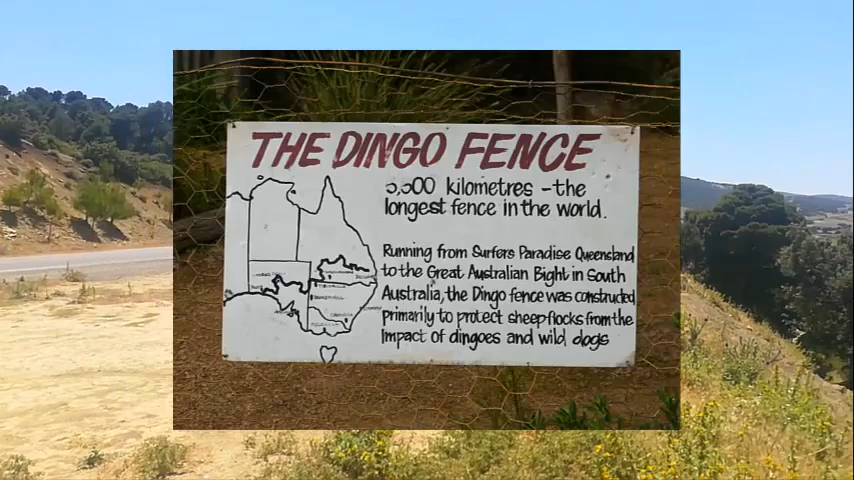 THE DINGO FENCE
5,500 kilometres - the
longest fence in the world.
Running from Surfers Paradise Queensland
to the Great Australian Bight in South
Australia, the Dingo fence was constructed
primarily to protect sheep flocks from the
impact of dingoes and wild dogs